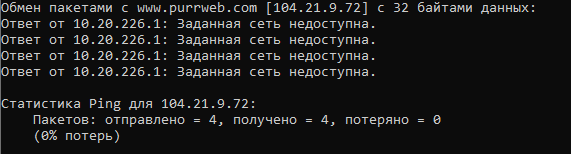 Обмен пакетами с www.purrweb.com [104.21.9.72] с 32 байтами данных:
Ответ от 10.20.226.1: Заданная сеть недоступна.
Ответ от 10.20.226.1: Заданная сеть недоступна.
Ответ от 10.20.226.1: Заданная сеть недоступна.
Ответ от 10.20.226.1: Заданная сеть недоступна.
Статистика Ping для 104.21.9.72:
Пакетов: отправлено = 4, получено = 4, потеряно = 0
(0% потерь)